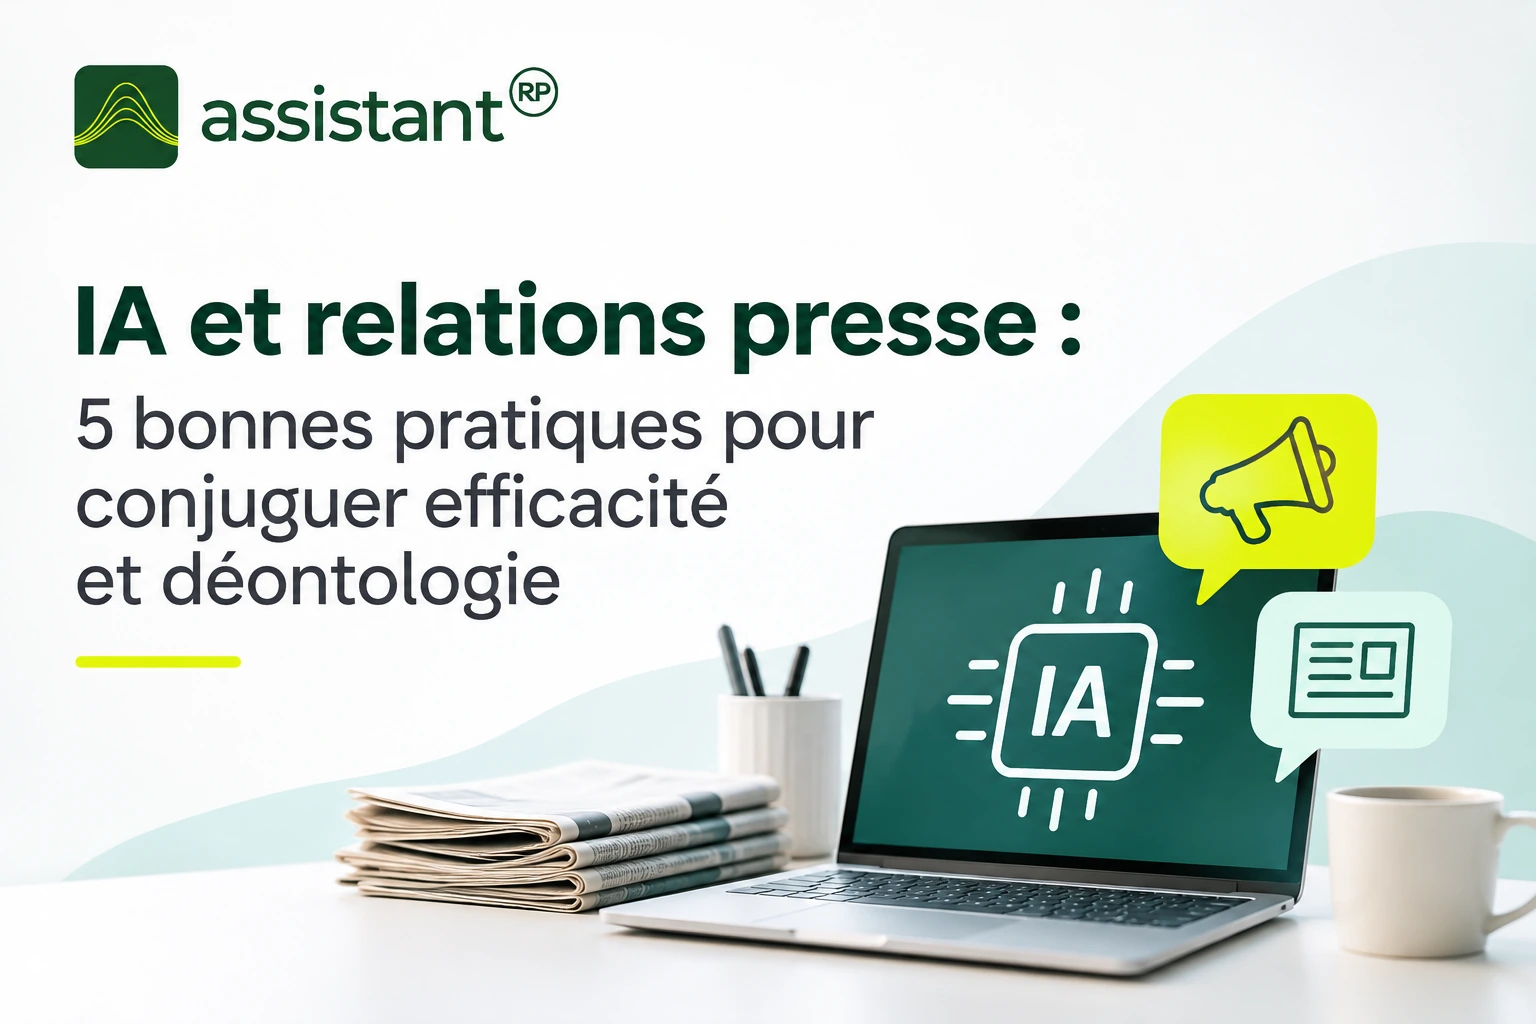 assistant RP
IA et relations presse :
5 bonnes pratiques pour
conjuguer efficacité
et déontologie
IA